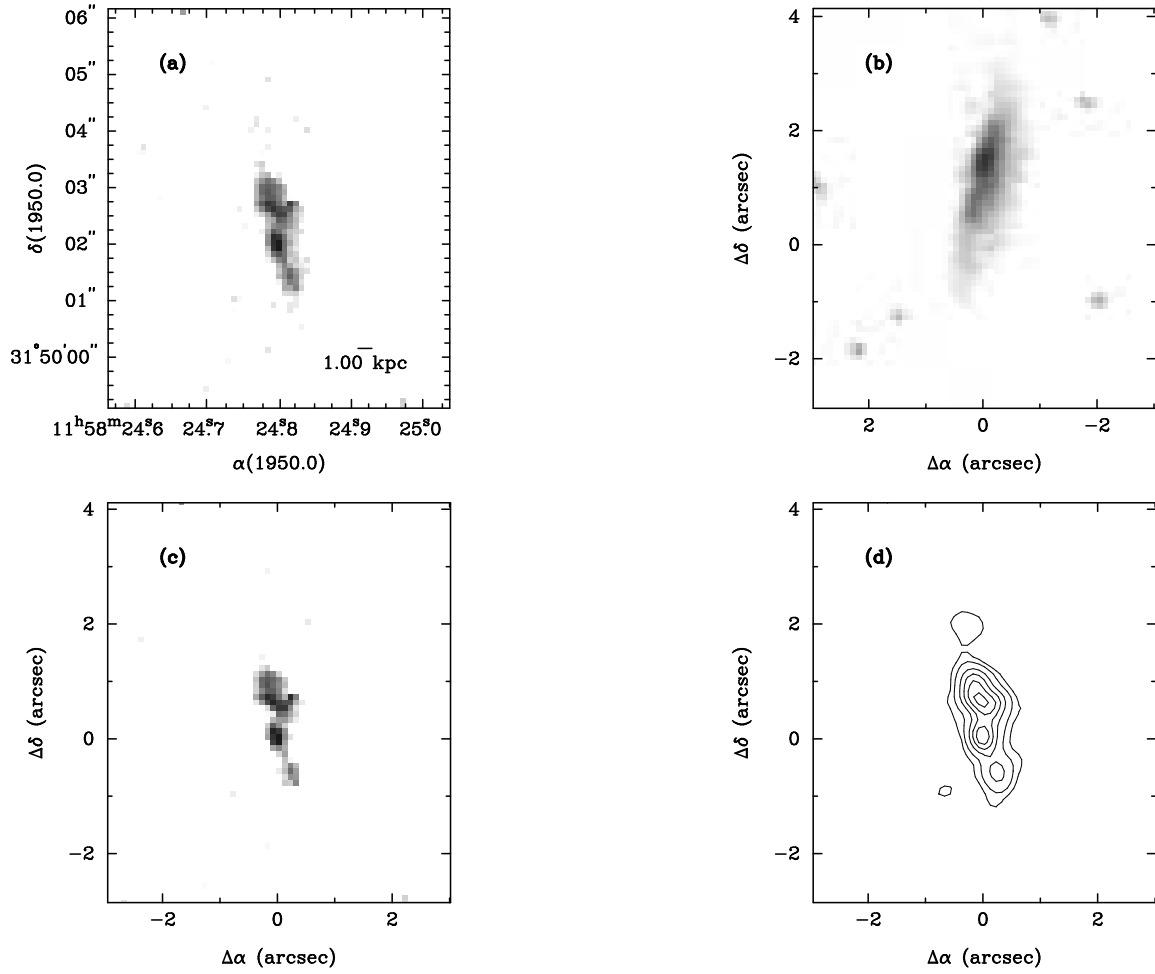 (a)
06"
05"
04"
03"
02"
01"
31°50'00"
δ(1950.0)
1.00 kpc
11ʰ58ᵐ24ˢ.6 24ˢ.7 24ˢ.8 24ˢ.9 25ˢ.0
α(1950.0)
(b)
4
2
0
−2
Δδ (arcsec)
2 0 −2
Δα (arcsec)
(c)
4
2
0
−2
Δδ (arcsec)
−2 0 2
Δα (arcsec)
(d)
4
2
0
−2
Δδ (arcsec)
−2 0 2
Δα (arcsec)